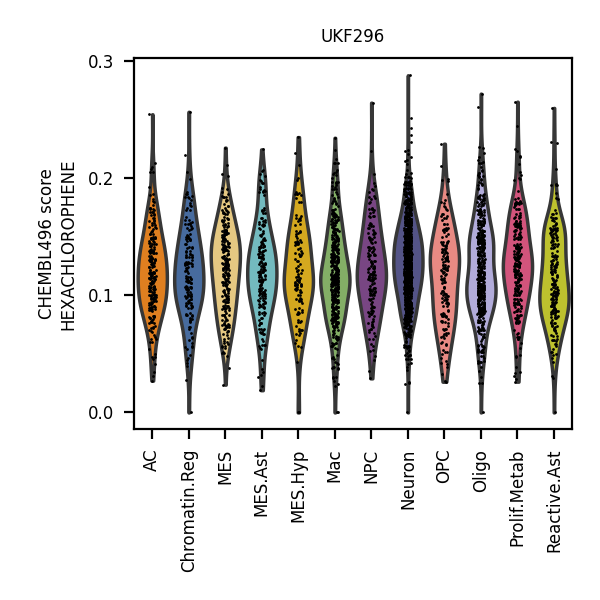 UKF296
CHEMBL496 score
HEXACHLOROPHENE
0.3
0.2
0.1
0.0
AC
Chromatin.Reg
MES
MES.Ast
MES.Hyp
Mac
NPC
Neuron
OPC
Oligo
Prolif.Metab
Reactive.Ast